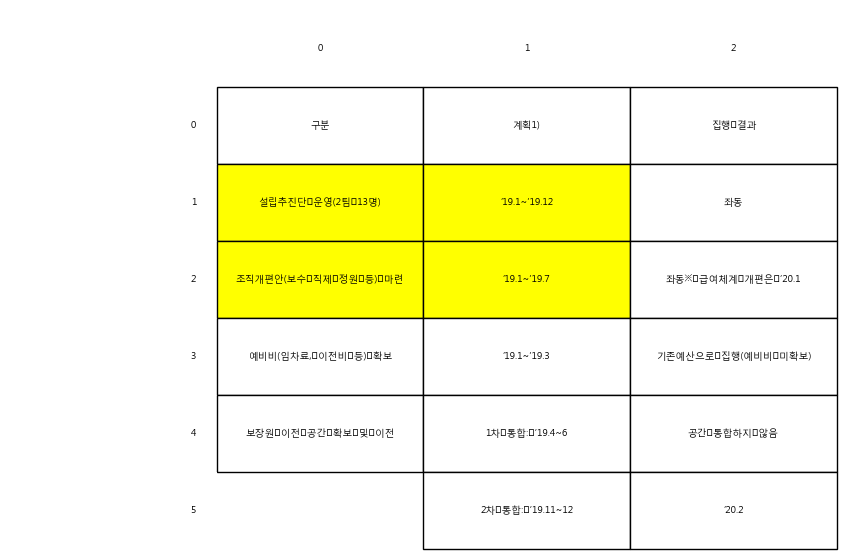 0 1 2
0 구분 계획1) 집행 결과
1 설립추진단 운영(2팀 13명) '19.1~'19.12 좌동
2 조직개편안(보수 직제 정원 등) 마련 '19.1~'19.7 좌동※ 급여체계 개편은 '20.1
3 예비비(임차료, 이전비 등) 확보 '19.1~'19.3 기존예산으로 집행(예비비 미확보)
4 보장원 이전 공간 확보 및 이전 1차 통합: '19.4~6 공간 통합하지 않음
5 2차 통합: '19.11~12 '20.2